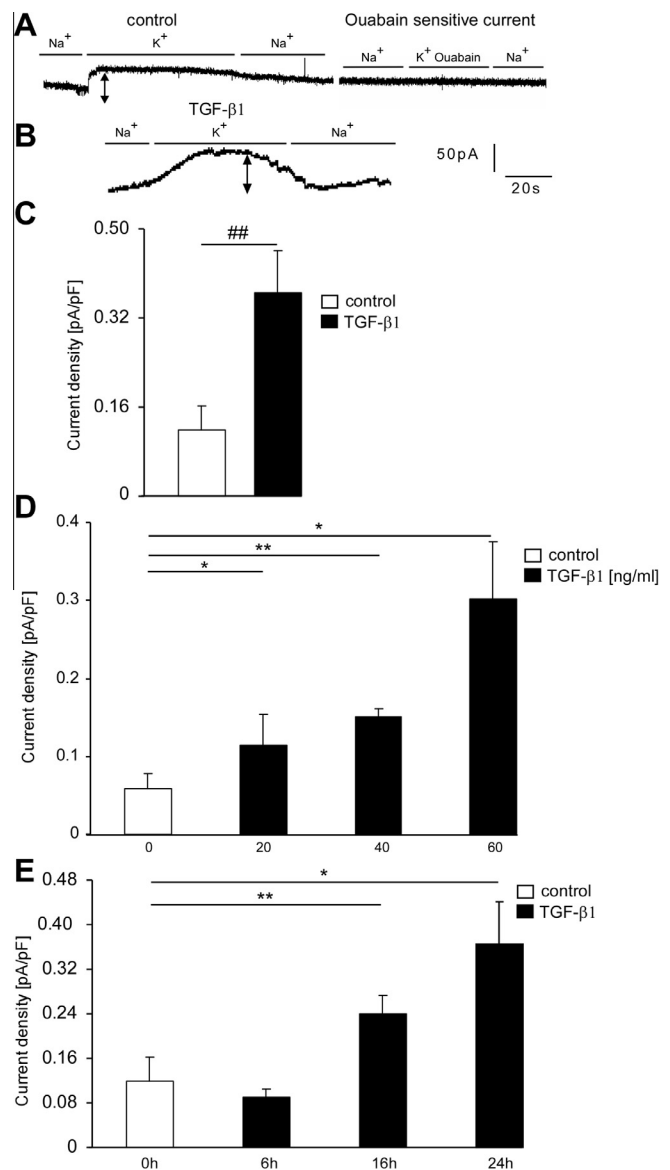 A
control
Ouabain sensitive current
Na+ K+ Na+
Na+ K+ Ouabain Na+
TGF-β1
B
Na+ K+ Na+
50pA
20s
C
Current density [pA/pF]
0.50
0.32
0.16
0
##
control
TGF-β1
D
Current density [pA/pF]
0.4
0.3
0.2
0.1
0
*
**
*
control
TGF-β1 [ng/ml]
0 20 40 60
E
Current density [pA/pF]
0.48
0.40
0.32
0.24
0.16
0.08
0
*
**
control
TGF-β1
0h 6h 16h 24h